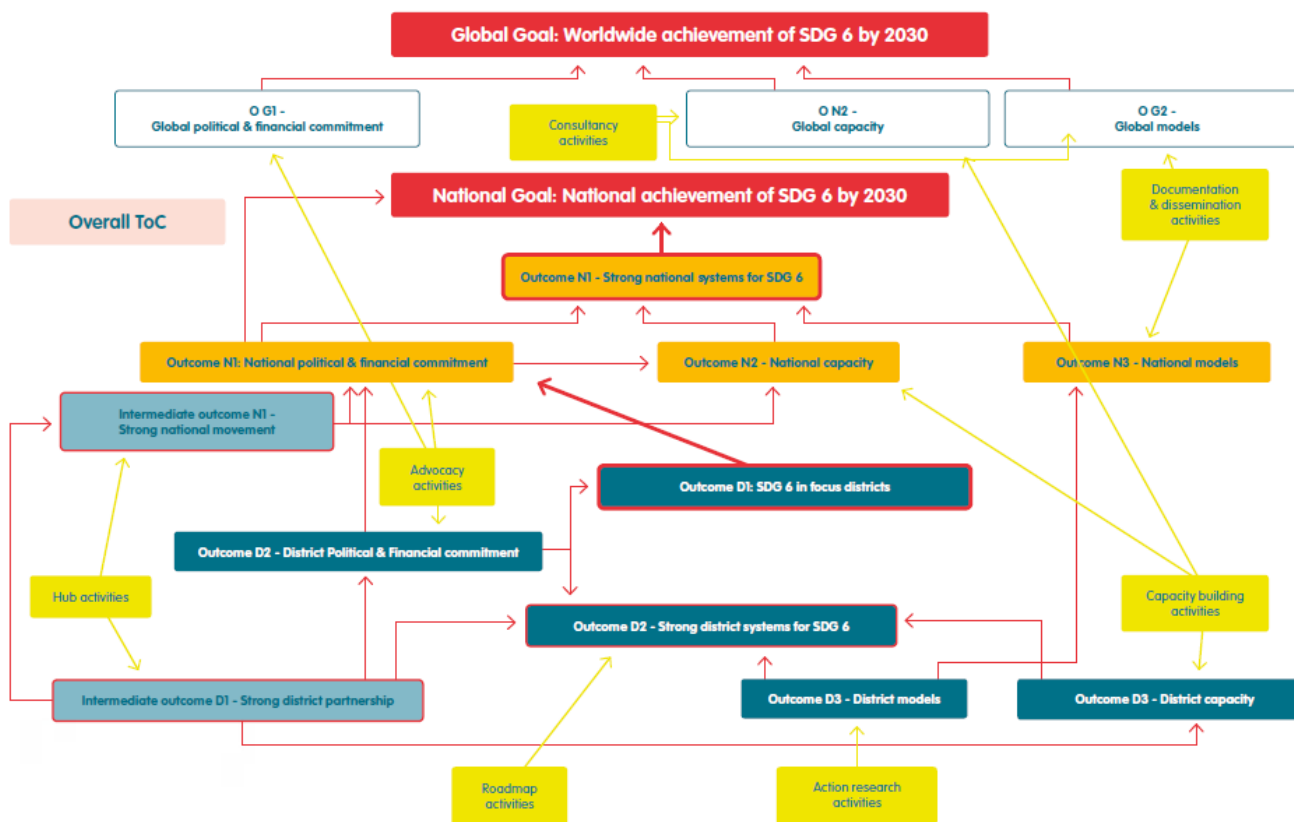 Global Goal: Worldwide achievement of SDG 6 by 2030
O G1 -
Global political & financial commitment
Consultancy
activities
O N2 -
Global capacity
O G2 -
Global models
National Goal: National achievement of SDG 6 by 2030
Documentation
& dissemination
activities
Overall ToC
Outcome N1 - Strong national systems for SDG 6
Outcome N1: National political & financial commitment
Outcome N2 - National capacity
Outcome N3 - National models
Intermediate outcome N1 -
Strong national movement
Advocacy
activities
Outcome D1: SDG 6 in focus districts
Outcome D2 - District Political & Financial commitment
Hub activities
Capacity building
activities
Outcome D2 - Strong district systems for SDG 6
Intermediate outcome D1 - Strong district partnership
Outcome D3 - District models
Outcome D3 - District capacity
Roadmap
activities
Action research
activities